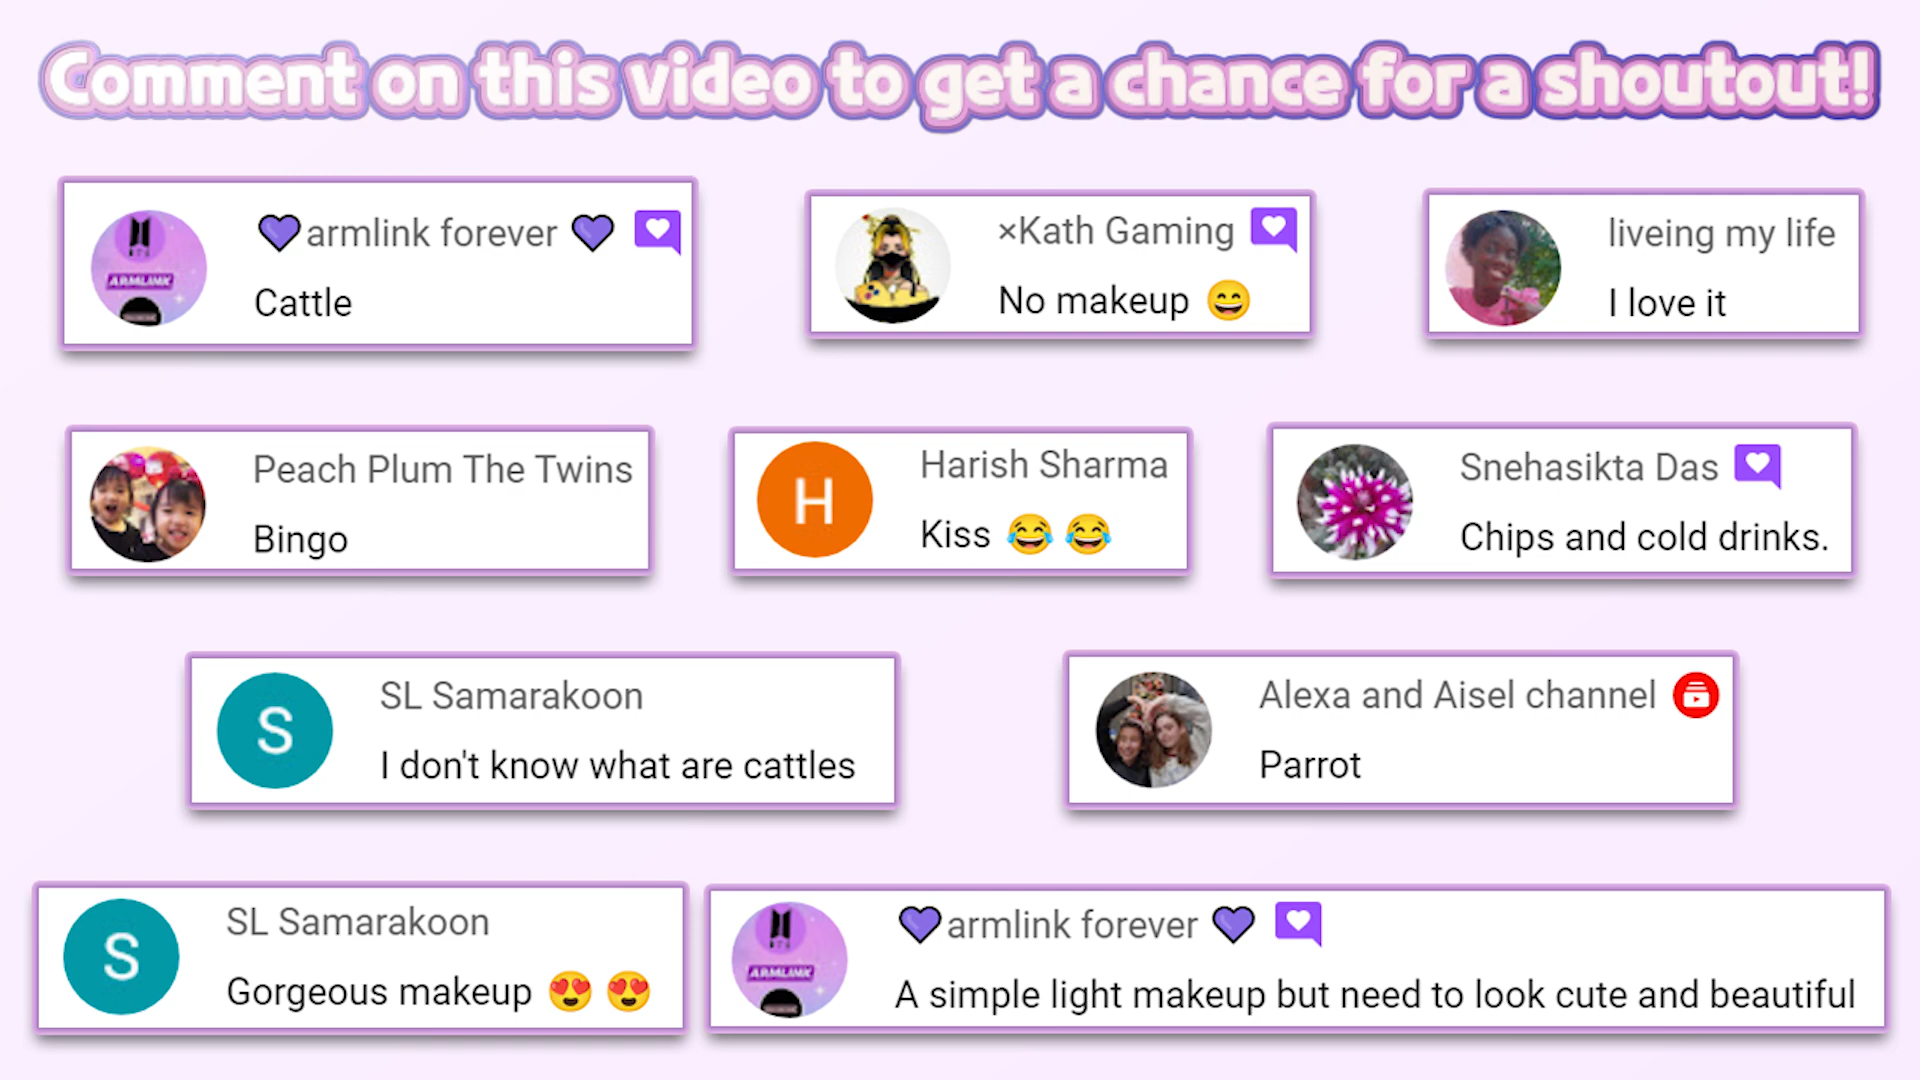 Comment on this video to get a chance for a shoutout!
💜armlink forever 💜
ARMLINK
Cattle
×Kath Gaming
No makeup 😄
liveing my life
I love it
Peach Plum The Twins
Bingo
H
Harish Sharma
Kiss 😂 😂
Snehasikta Das
Chips and cold drinks.
S
SL Samarakoon
I don't know what are cattles
Alexa and Aisel channel
Parrot
S
SL Samarakoon
Gorgeous makeup 😍 😍
💜armlink forever 💜
ARMLINK
A simple light makeup but need to look cute and beautiful